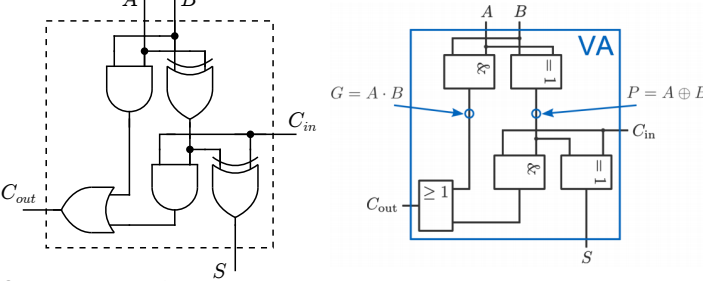 A B
C_in
C_out
S
A B
VA
&
=1
G = A · B
P = A ⊕ B
C_in
&
=1
≥ 1
C_out
S